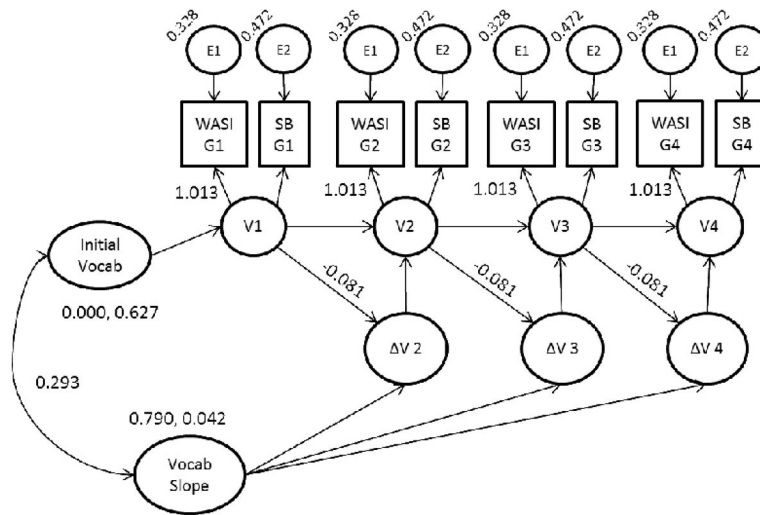 0.328
0.472
0.328
0.472
0.328
0.472
0.328
0.472
E1
E2
E1
E2
E1
E2
E1
E2
WASI
G1
SB
G1
WASI
G2
SB
G2
WASI
G3
SB
G3
WASI
G4
SB
G4
1.013
1.013
1.013
1.013
V1
V2
V3
V4
Initial
Vocab
0.000, 0.627
-0.081
-0.081
-0.081
ΔV 2
ΔV 3
ΔV 4
0.293
0.790, 0.042
Vocab
Slope